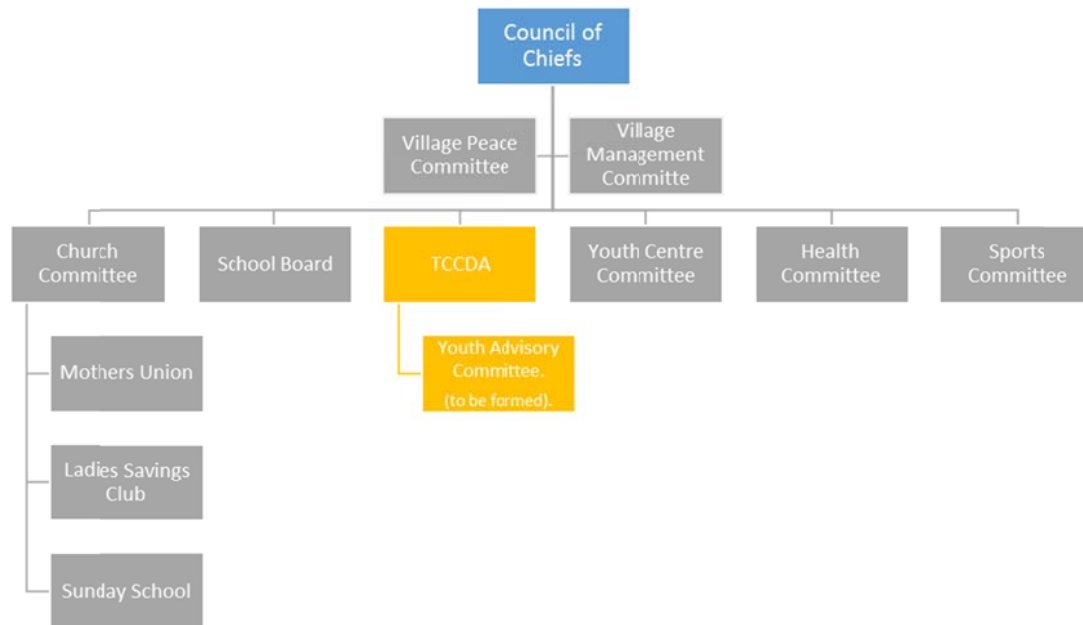 Council of
Chiefs
Village Peace
Committee
Village
Management
Committe
Church
Committee
School Board
TCCDA
Youth Centre
Committee
Health
Committee
Sports
Committee
Mothers Union
Youth Advisory
Committee.
(to be formed).
Ladies Savings
Club
Sunday School